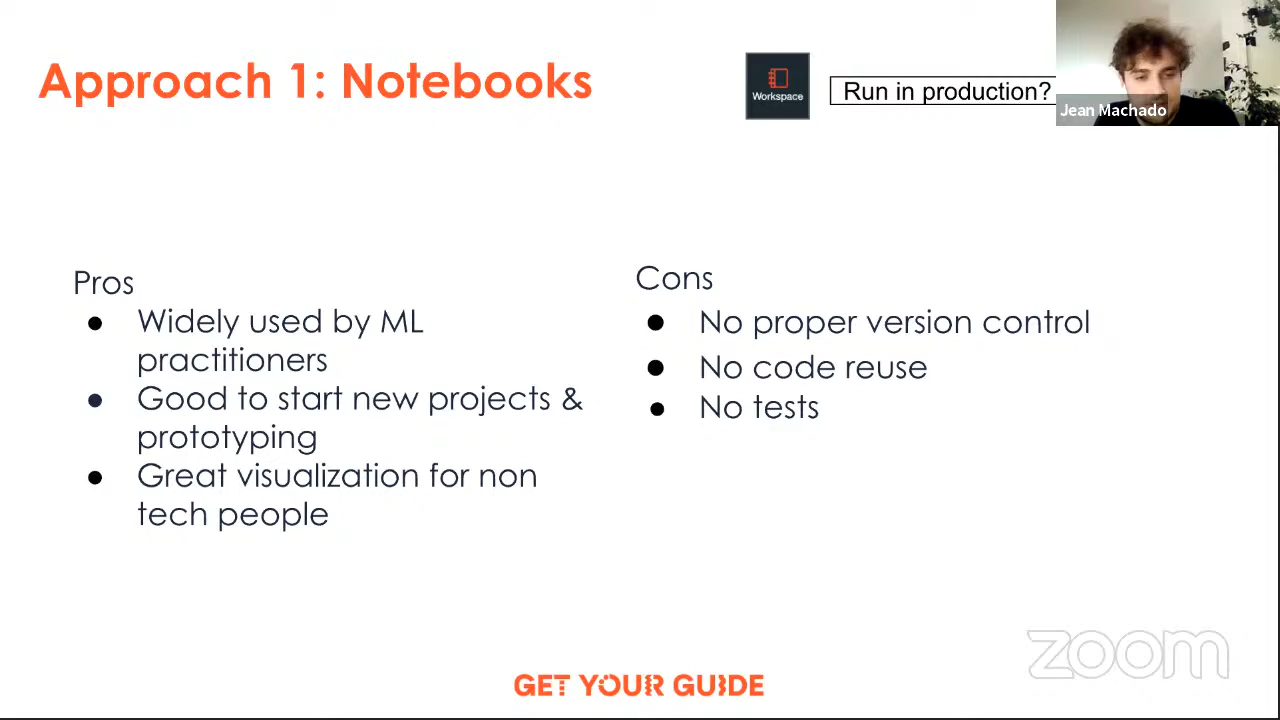 Approach 1: Notebooks
Workspace
Run in production?
Jean Machado
Pros
● Widely used by ML
practitioners
● Good to start new projects &
prototyping
● Great visualization for non
tech people
Cons
● No proper version control
● No code reuse
● No tests
GET YOUR GUIDE
zoom